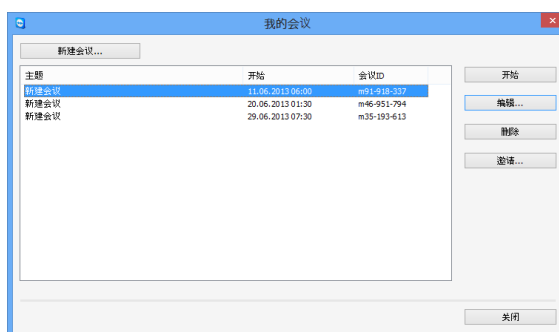 我的会议
新建会议...
主题 开始 会议ID
新建会议 11.06.2013 06:00 m91-918-337
新建会议 20.06.2013 01:30 m46-951-794
新建会议 29.06.2013 07:30 m35-193-613
开始
编辑...
删除
邀请...
关闭